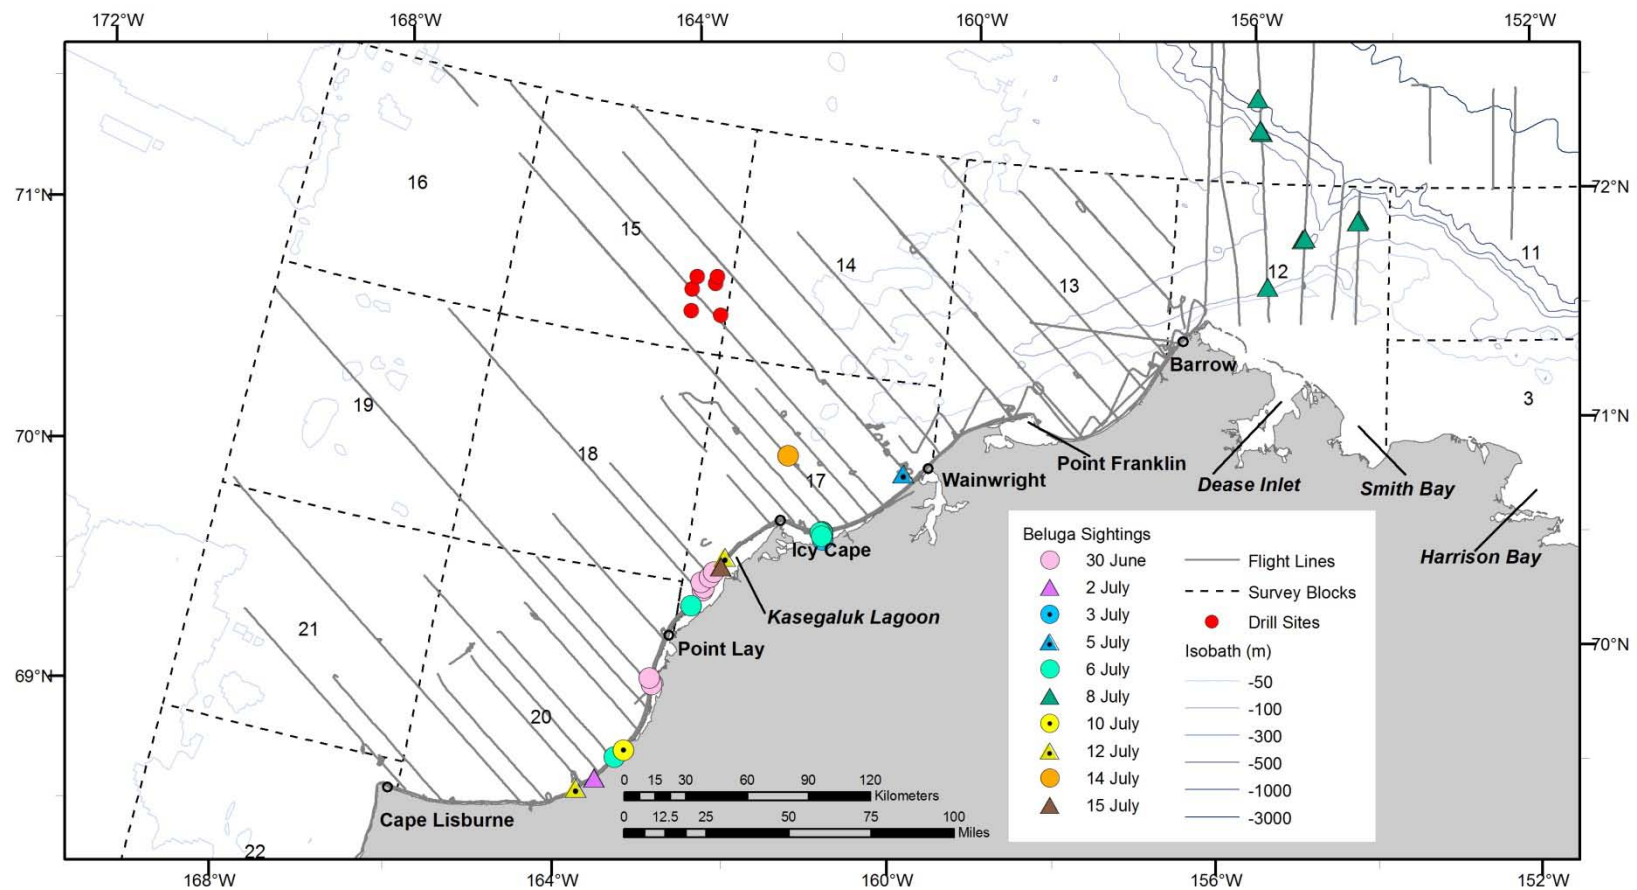 172°W 168°W 164°W 160°W 156°W 152°W
71°N
72°N
16
15
14
13
12
11
3
70°N
71°N
19
18
17
Barrow
Wainwright
Point Franklin
Dease Inlet
Smith Bay
Harrison Bay
Icy Cape
Kasegaluk Lagoon
Point Lay
70°N
69°N
21
20
Cape Lisburne
22
0 15 30 60 90 120
Kilometers
0 12.5 25 50 75 100
Miles
Beluga Sightings
30 June
2 July
3 July
5 July
6 July
8 July
10 July
12 July
14 July
15 July
Flight Lines
Survey Blocks
Drill Sites
Isobath (m)
-50
-100
-300
-500
-1000
-3000
168°W 164°W 160°W 156°W 152°W